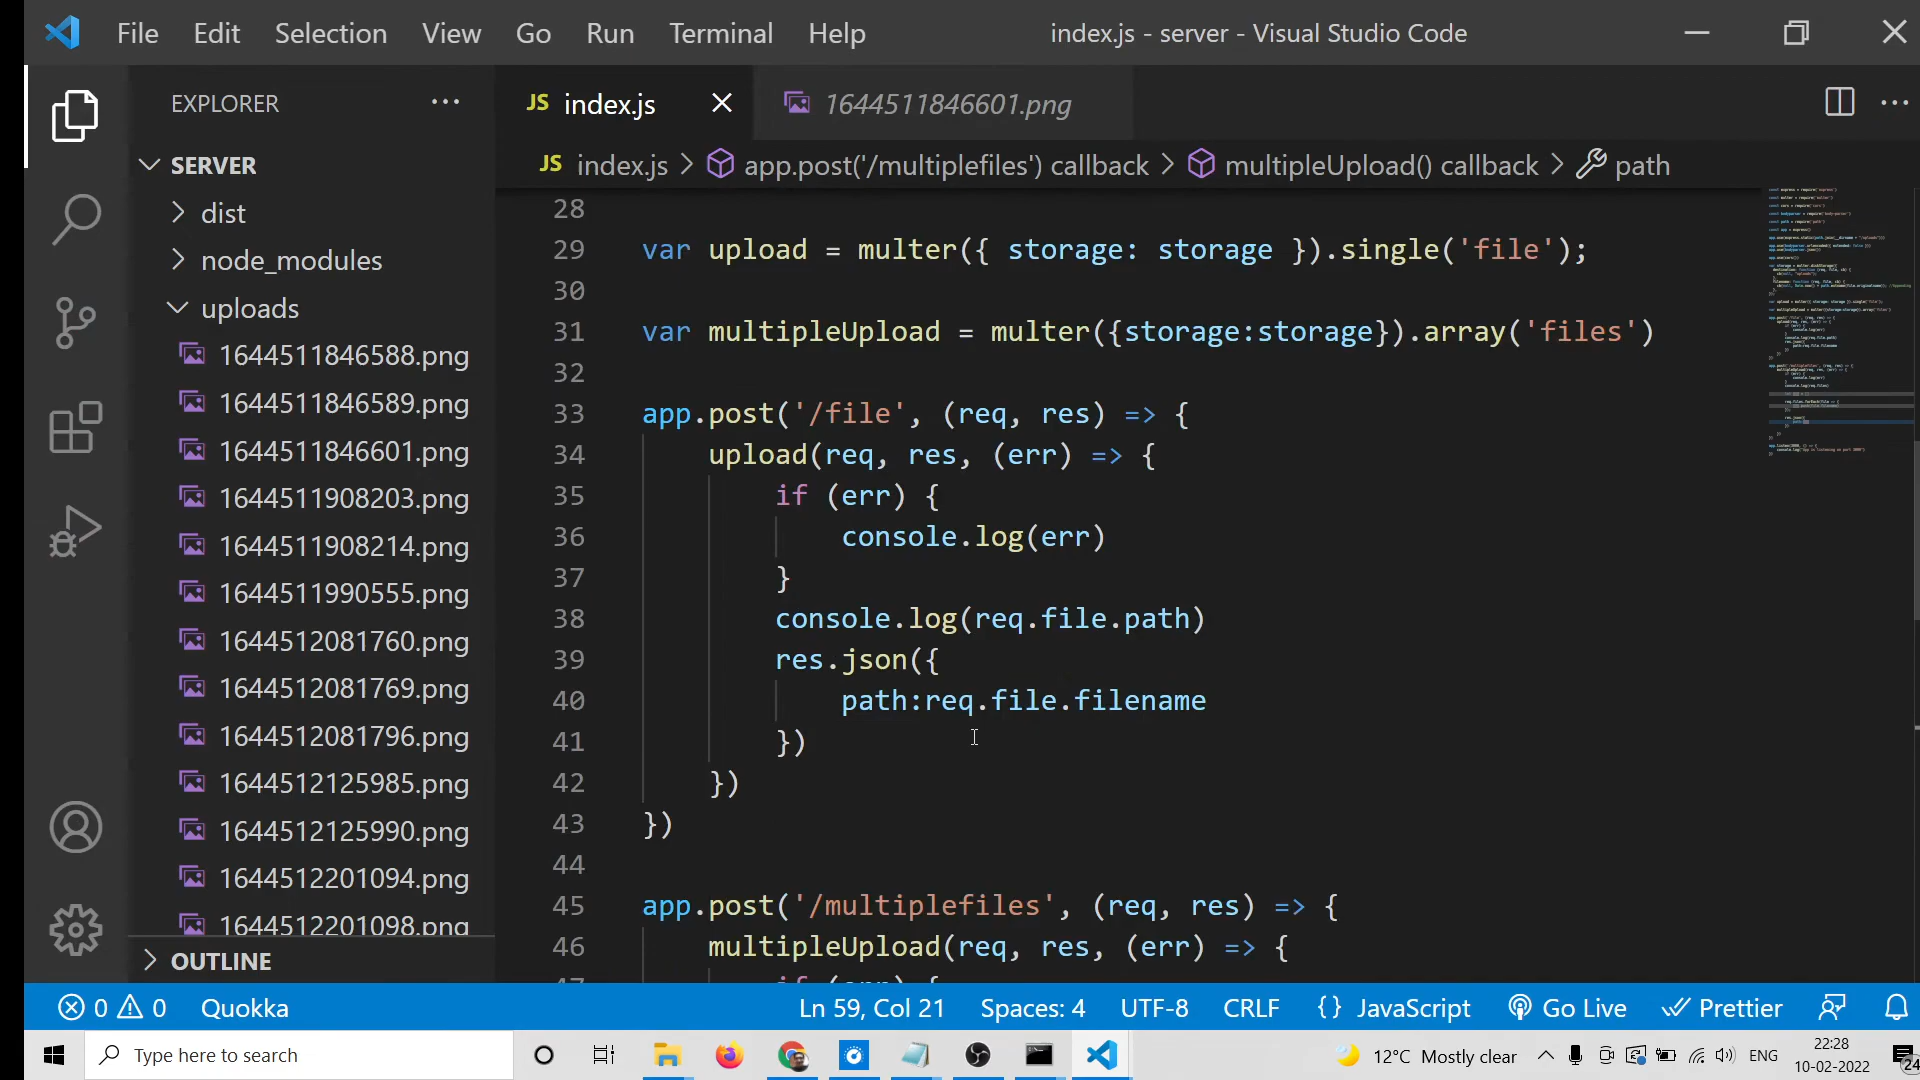 File Edit Selection View Go Run Terminal Help
index.js - server - Visual Studio Code
EXPLORER
JS index.js
1644511846601.png
SERVER
JS index.js > app.post('/multiplefiles') callback > multipleUpload() callback > path
dist
node_modules
uploads
1644511846588.png
1644511846589.png
1644511846601.png
1644511908203.png
1644511908214.png
1644511990555.png
1644512081760.png
1644512081769.png
1644512081796.png
1644512125985.png
1644512125990.png
1644512201094.png
1644512201098.png
OUTLINE
28
29 var upload = multer({ storage: storage }).single('file');
30
31 var multipleUpload = multer({storage:storage}).array('files')
32
33 app.post('/file', (req, res) => {
34 upload(req, res, (err) => {
35 if (err) {
36 console.log(err)
37 }
38 console.log(req.file.path)
39 res.json({
40 path:req.file.filename
41 })
42 })
43 })
44
45 app.post('/multiplefiles', (req, res) => {
46 multipleUpload(req, res, (err) => {
47 if (err) {
0 0 Quokka
Ln 59, Col 21 Spaces: 4 UTF-8 CRLF {} JavaScript Go Live Prettier
Type here to search
12°C Mostly clear ENG
22:28
10-02-2022
24